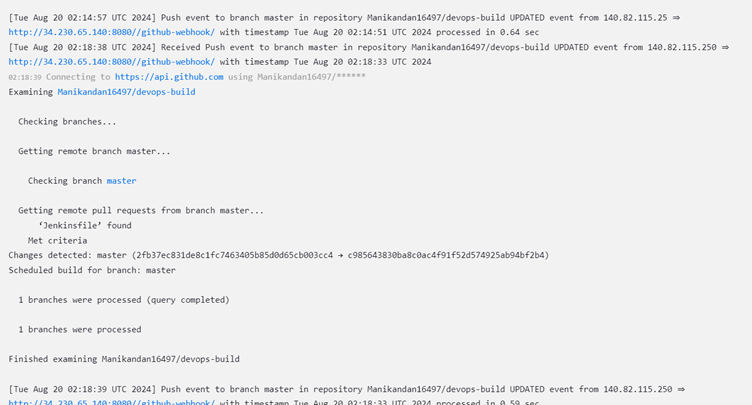 [Tue Aug 20 02:14:57 UTC 2024] Push event to branch master in repository Manikandan16497/devops-build UPDATED event from 140.82.115.25 ⇒
http://34.230.65.140:8080//github-webhook/ with timestamp Tue Aug 20 02:14:51 UTC 2024 processed in 0.64 sec
[Tue Aug 20 02:18:38 UTC 2024] Received Push event to branch master in repository Manikandan16497/devops-build UPDATED event from 140.82.115.250 ⇒
http://34.230.65.140:8080//github-webhook/ with timestamp Tue Aug 20 02:18:33 UTC 2024
02:18:39 Connecting to https://api.github.com using Manikandan16497/******
Examining Manikandan16497/devops-build
Checking branches...
Getting remote branch master...
Checking branch master
Getting remote pull requests from branch master...
‘Jenkinsfile’ found
Met criteria
Changes detected: master (2fb37ec831de8c1fc7463405b85d0d65cb003cc4 → c985643830ba8c0ac4f91f52d574925ab94bf2b4)
Scheduled build for branch: master
1 branches were processed (query completed)
1 branches were processed
Finished examining Manikandan16497/devops-build
[Tue Aug 20 02:18:39 UTC 2024] Push event to branch master in repository Manikandan16497/devops-build UPDATED event from 140.82.115.250 ⇒
http://34.230.65.140:8080//github-webhook/ with timestamp Tue Aug 20 02:18:33 UTC 2024 processed in 0.59 sec